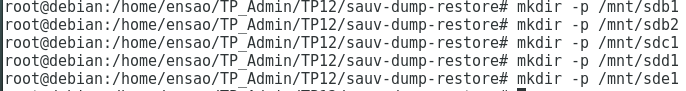 root@debian:/home/ensao/TP_Admin/TP12/sauv-dump-restore# mkdir -p /mnt/sdb1
root@debian:/home/ensao/TP_Admin/TP12/sauv-dump-restore# mkdir -p /mnt/sdb2
root@debian:/home/ensao/TP_Admin/TP12/sauv-dump-restore# mkdir -p /mnt/sdc1
root@debian:/home/ensao/TP_Admin/TP12/sauv-dump-restore# mkdir -p /mnt/sdd1
root@debian:/home/ensao/TP_Admin/TP12/sauv-dump-restore# mkdir -p /mnt/sde1